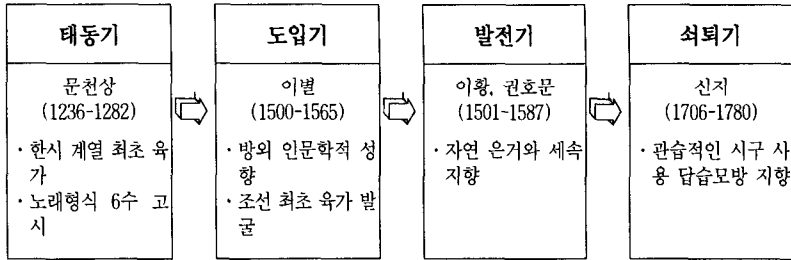 태동기
문천상
(1236-1282)
· 한시 계열 최초 육
가
· 노래형식 6수 고
시
도입기
이별
(1500-1565)
· 방외 인문학적 성
향
· 조선 최초 육가 발
굴
발전기
이황, 권호문
(1501-1587)
· 자연 은거와 세속
지향
쇠퇴기
신지
(1706-1780)
· 관습적인 시구 사
용 답습모방 지향